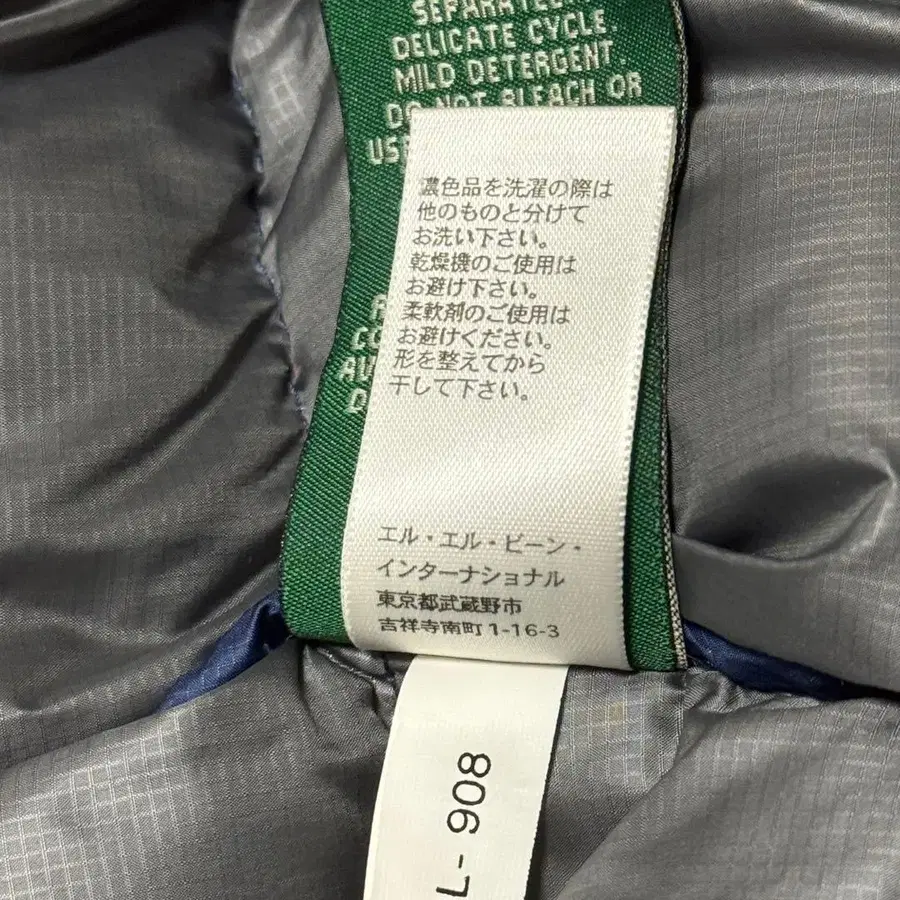 SEPARATELY
DELICATE CYCLE.
MILD DETERGENT.
DO NOT BLEACH OR
濃色品を洗濯の際は
他のものと分けて
お洗い下さい。
乾燥機のご使用は
お避け下さい。
柔軟剤のご使用は
お避けください。
形を整えてから
干して下さい。
エル・エル・ビーン・
インターナショナル
東京都武蔵野市
吉祥寺南町 1-16-3
L- 908